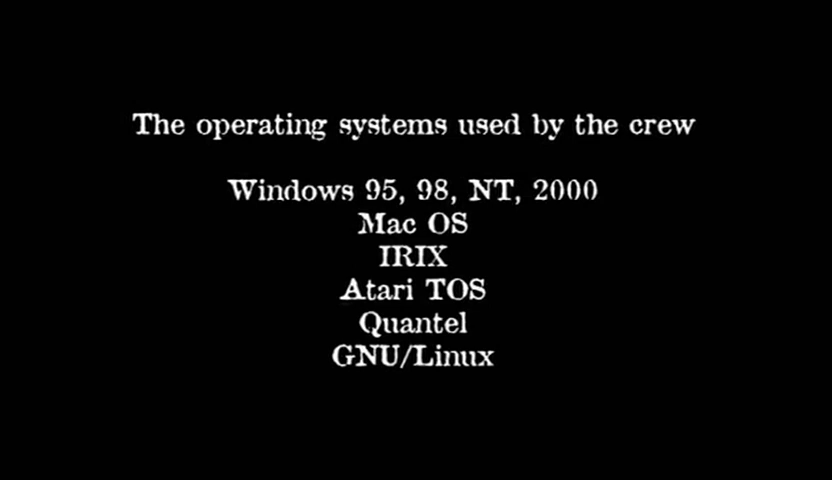 The operating systems used by the crew
Windows 95, 98, NT, 2000
Mac OS
IRIX
Atari TOS
Quantel
GNU/Linux